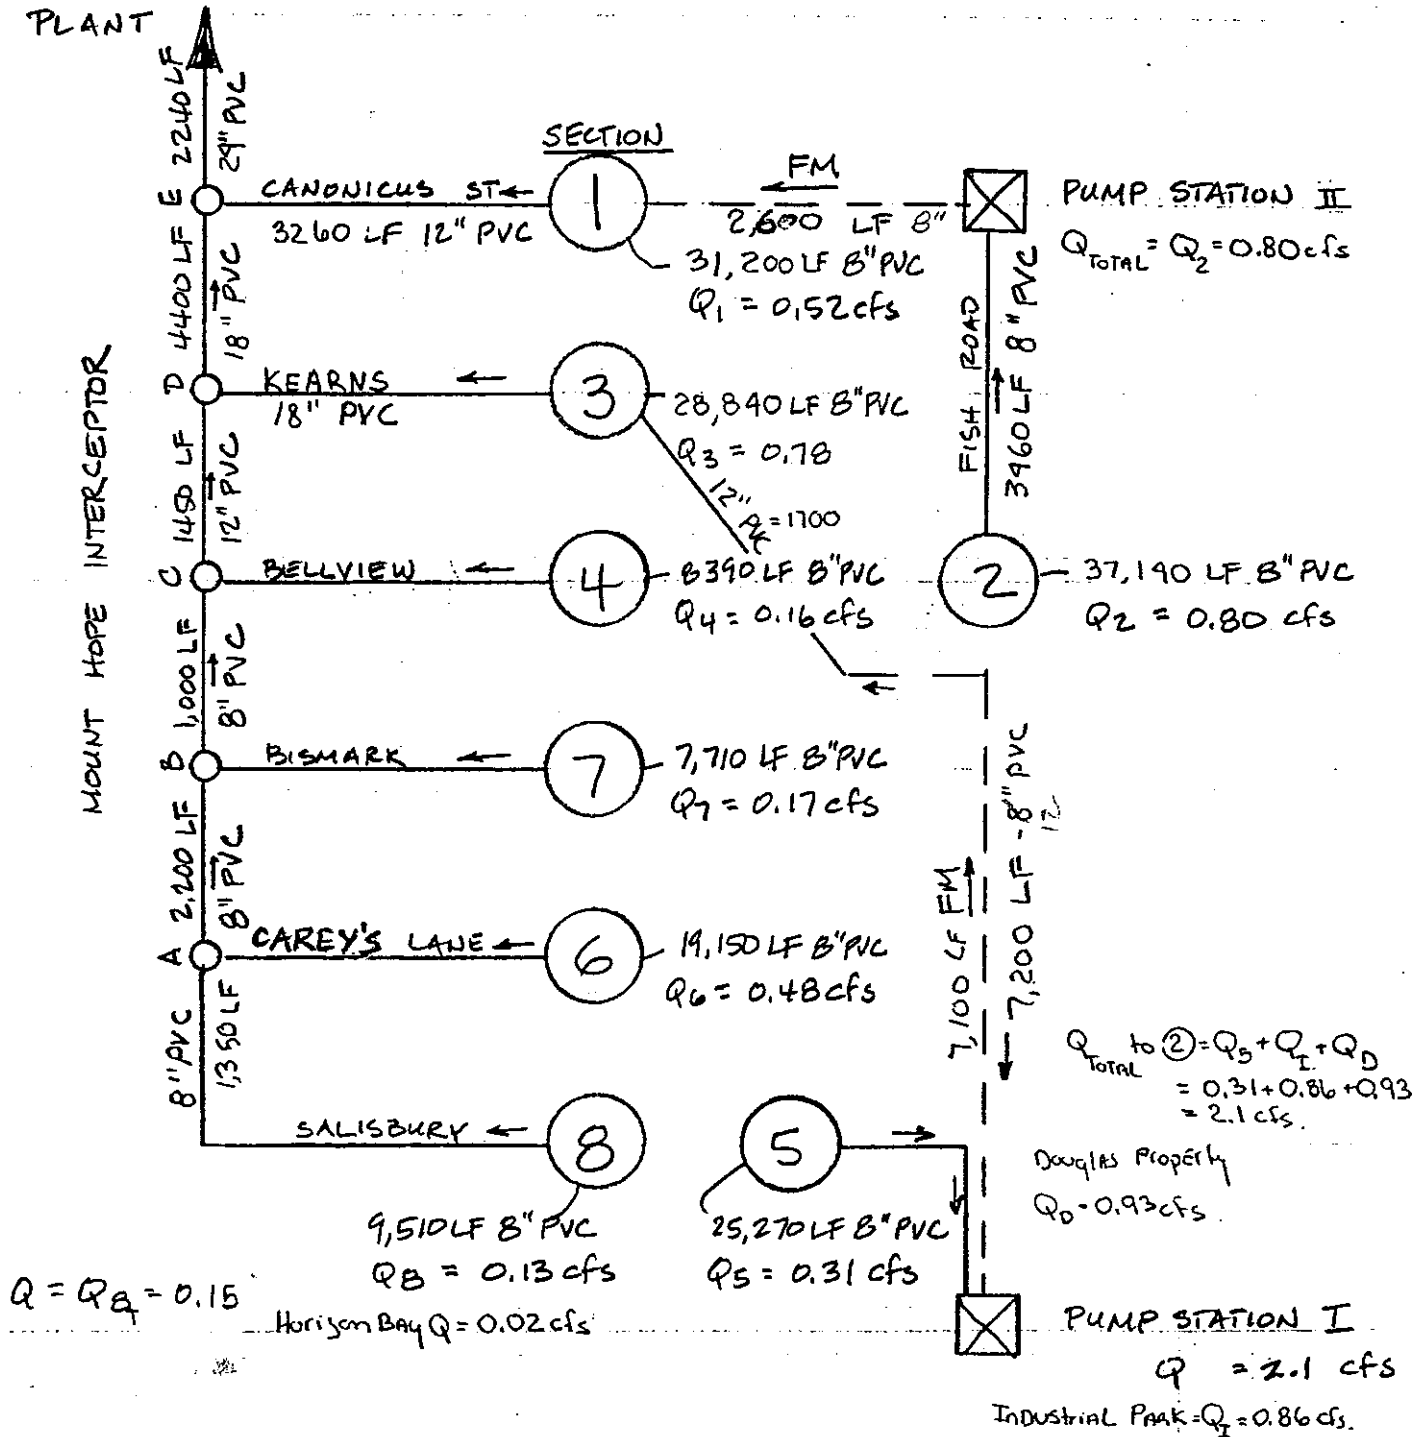 PLANT
2240 LF
24" PVC
SECTION
E
CANONICUS ST
3260 LF 12" PVC
1
FM
2,600 LF 8"
PUMP STATION II
Q TOTAL = Q2 = 0.80 cfs
31,200 LF 8" PVC
Q1 = 0.52 cfs
4400 LF
18" PVC
D
KEARNS
18" PVC
3
28,840 LF 8" PVC
Q3 = 0.78
12" PVC = 1700
FISH ROAD
3960 LF 8" PVC
MOUNT HOPE INTERCEPTOR
1450 LF
12" PVC
C
BELLVIEW
4
8390 LF 8" PVC
Q4 = 0.16 cfs
2
37,190 LF 8" PVC
Q2 = 0.80 cfs
1,000 LF
8" PVC
B
BISMARK
7
7,710 LF 8" PVC
Q7 = 0.17 cfs
2,200 LF
8" PVC
A
CAREY'S LANE
6
19,150 LF 8" PVC
Q6 = 0.48 cfs
7,100 LF FM
7,200 LF - 8" PVC
12
8" PVC
1,350 LF
Q TOTAL to 2 = Q5 + QI + QD
= 0.31 + 0.86 + 0.93
= 2.1 cfs.
SALISBURY
8
5
Douglas Property
QD = 0.93 cfs.
9,510 LF 8" PVC
Q8 = 0.13 cfs
25,270 LF 8" PVC
Q5 = 0.31 cfs
Q = Q8T = 0.15
Horizon Bay Q = 0.02 cfs
PUMP STATION I
Q = 2.1 cfs
Industrial Park = QI = 0.86 cfs.